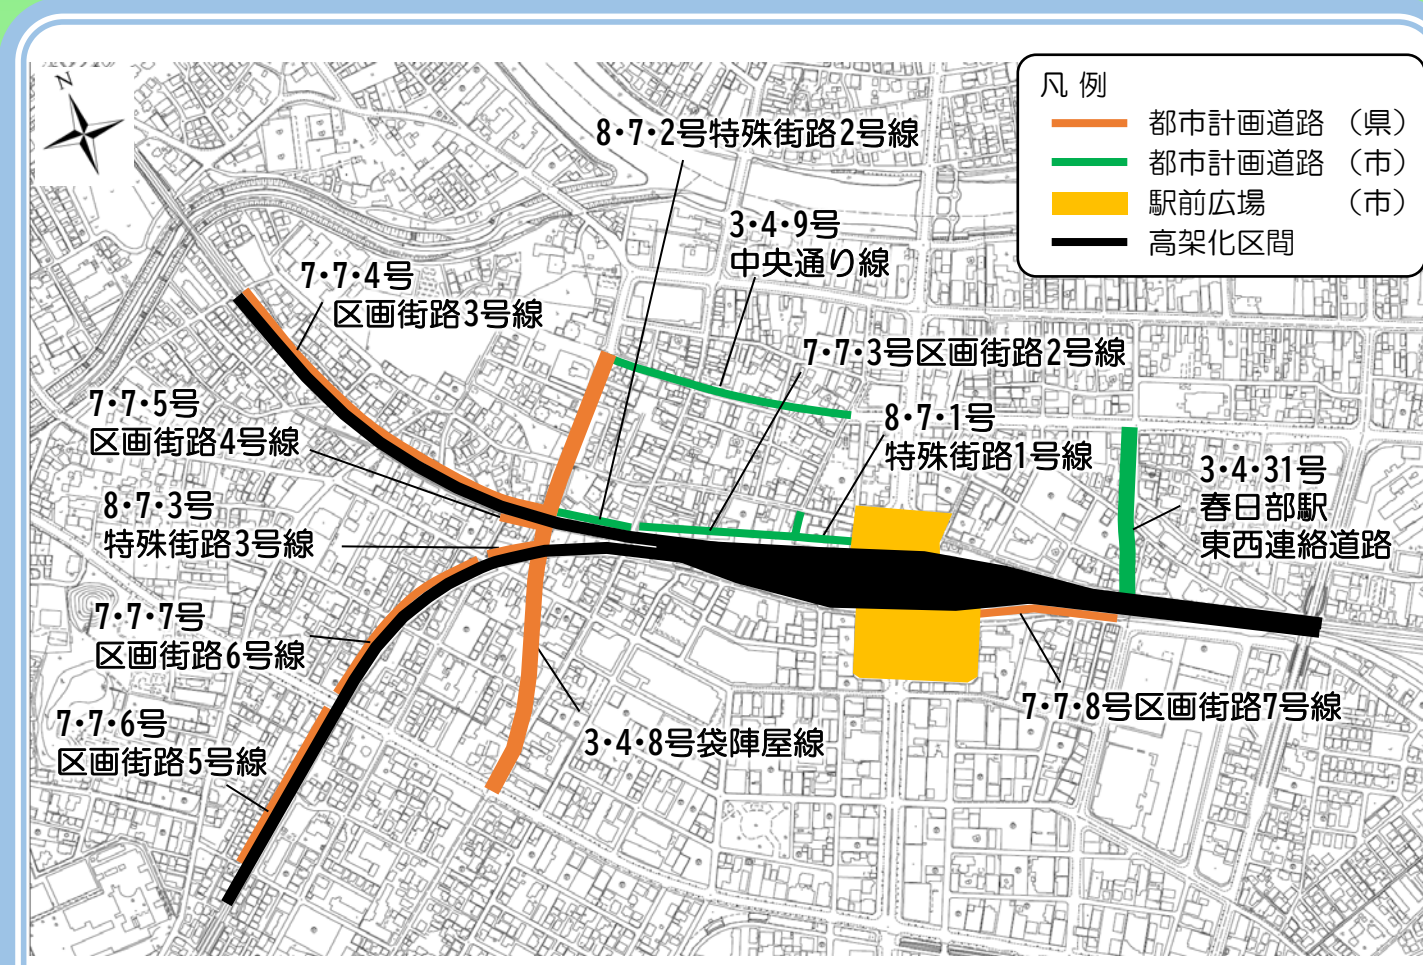 N
凡 例
都市計画道路 （県）
都市計画道路 （市）
駅前広場 （市）
高架化区間
8・7・2号特殊街路2号線
3・4・9号
中央通り線
7・7・4号
区画街路3号線
7・7・3号区画街路2号線
7・7・5号
区画街路4号線
8・7・1号
特殊街路1号線
3・4・31号
春日部駅
東西連絡道路
8・7・3号
特殊街路3号線
7・7・7号
区画街路6号線
7・7・8号区画街路7号線
7・7・6号
区画街路5号線
3・4・8号袋陣屋線